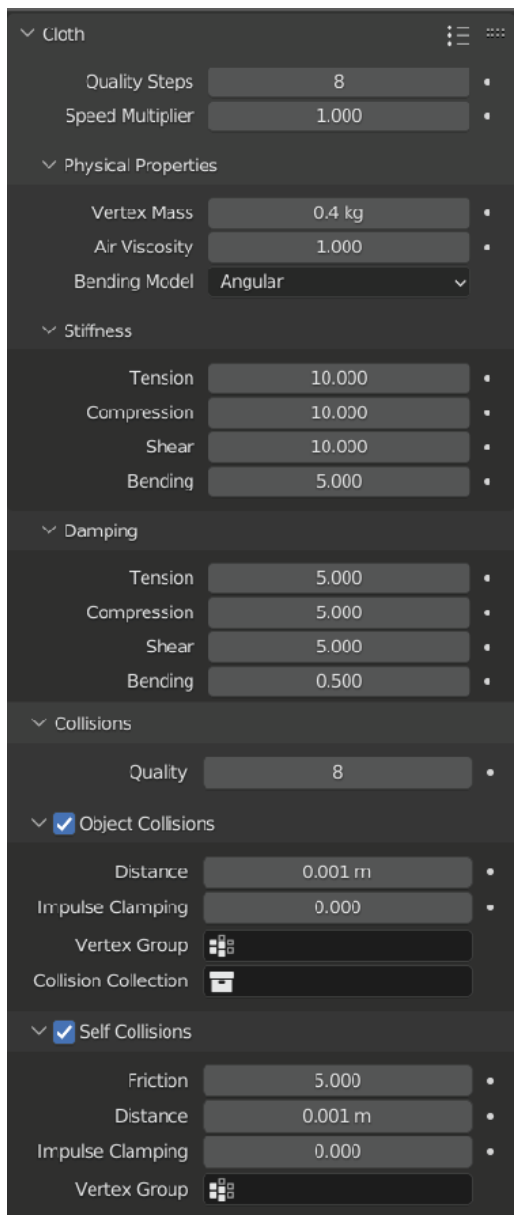 Cloth
Quality Steps 8
Speed Multiplier 1.000
Physical Properties
Vertex Mass 0.4 kg
Air Viscosity 1.000
Bending Model Angular
Stiffness
Tension 10.000
Compression 10.000
Shear 10.000
Bending 5.000
Damping
Tension 5.000
Compression 5.000
Shear 5.000
Bending 0.500
Collisions
Quality 8
Object Collisions
Distance 0.001 m
Impulse Clamping 0.000
Vertex Group
Collision Collection
Self Collisions
Friction 5.000
Distance 0.001 m
Impulse Clamping 0.000
Vertex Group